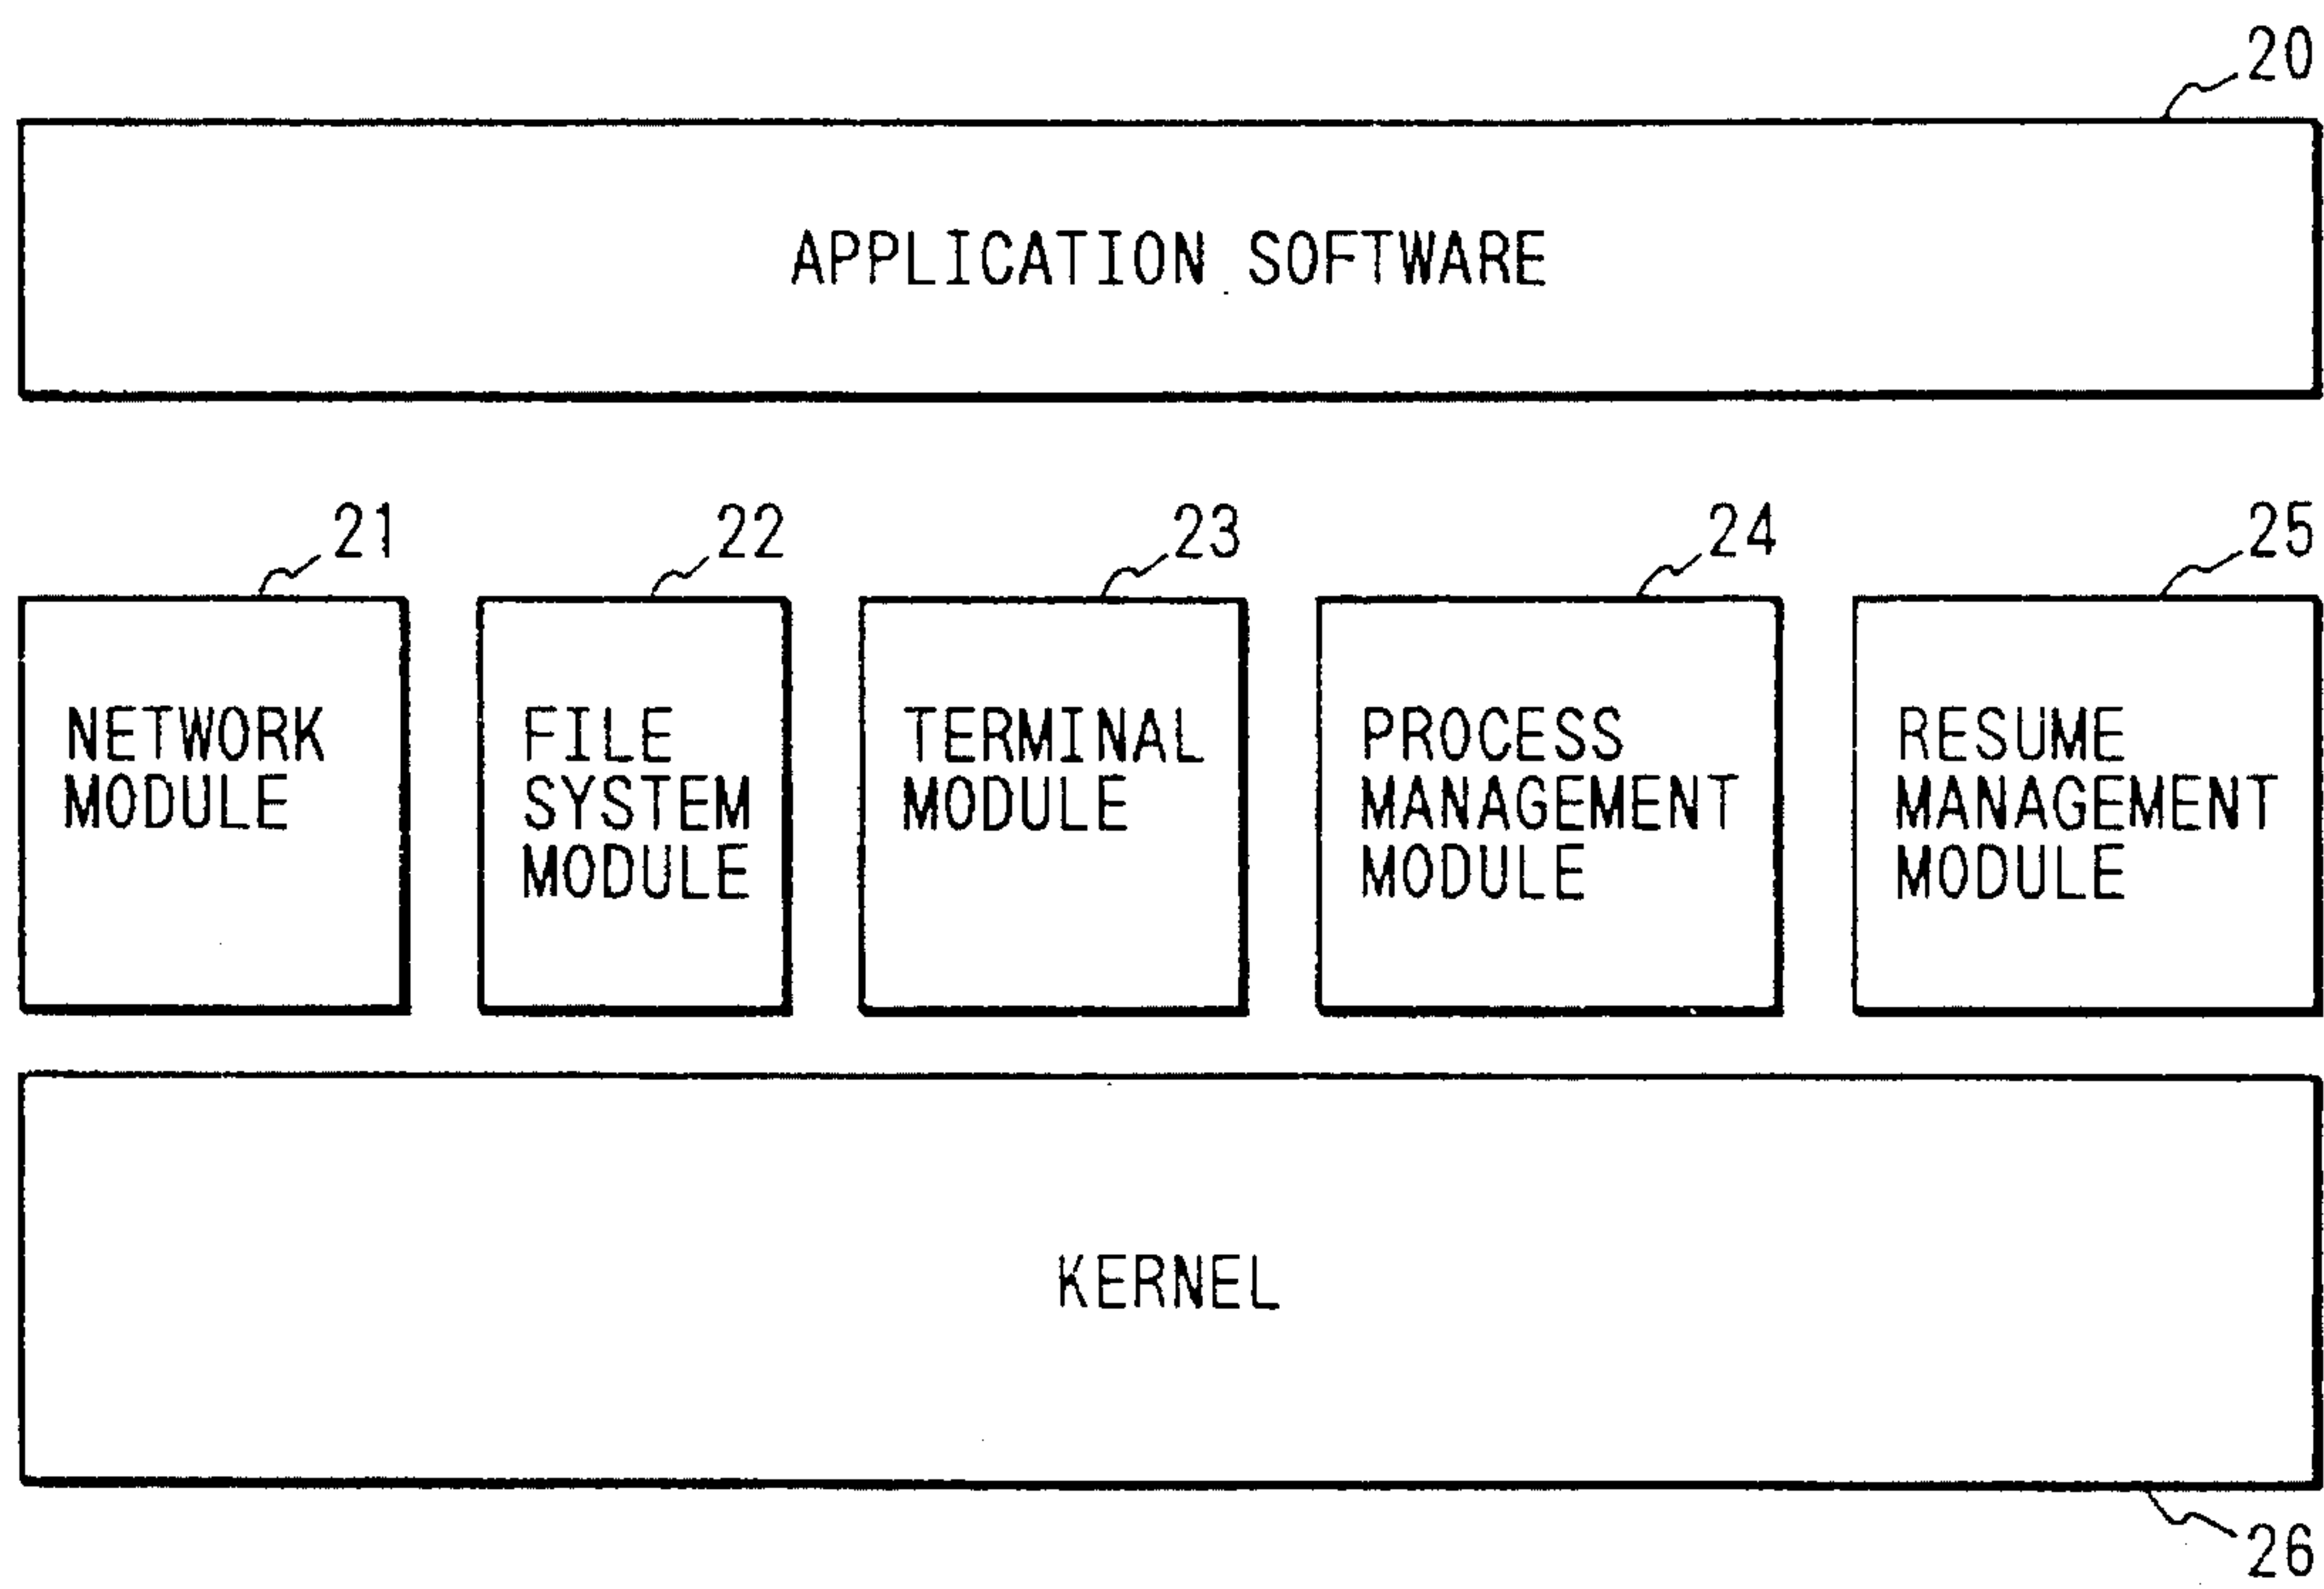 20
APPLICATION SOFTWARE
21
22
23
24
25
NETWORK
MODULE
FILE
SYSTEM
MODULE
TERMINAL
MODULE
PROCESS
MANAGEMENT
MODULE
RESUME
MANAGEMENT
MODULE
KERNEL
26